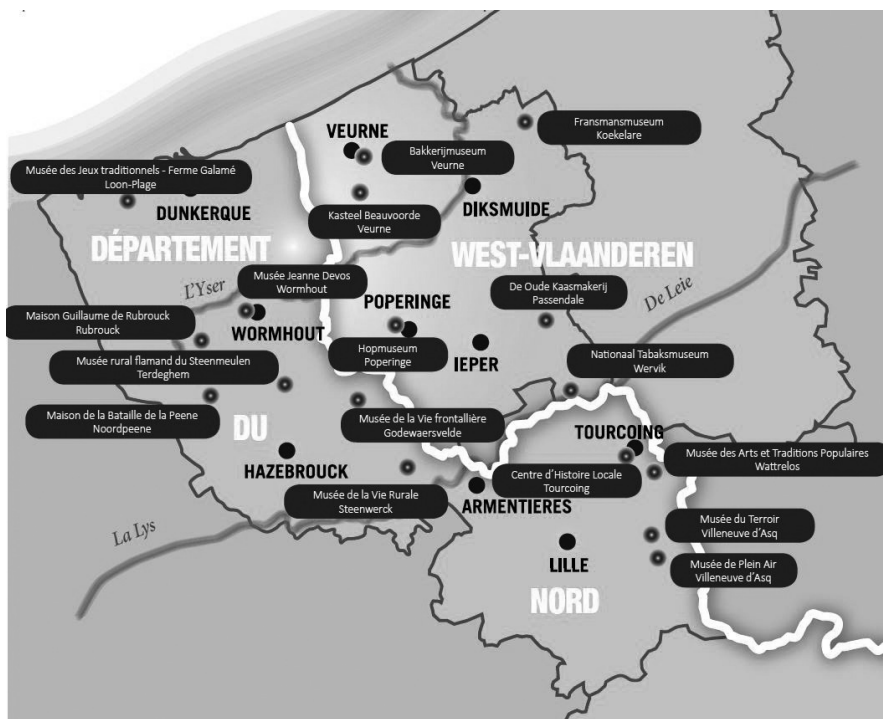 VEURNE
Fransmansmuseum
Koekelare
Bakkerijmuseum
Veurne
Musée des Jeux traditionnels - Ferme Galamé
Loon-Plage
DUNKERQUE
DIKSMUIDE
Kasteel Beauvoorde
Veurne
DÉPARTEMENT
WEST-VLAANDEREN
L'Yser
Musée Jeanne Devos
Wormhout
De Oude Kaasmakerij
Passendale
De Leie
POPERINGE
Maison Guillaume de Rubrouck
Rubrouck
WORMHOUT
IEPER
Hopmuseum
Poperinge
Musée rural flamand du Steenmeulen
Terdeghem
Nationaal Tabaksmuseum
Wervik
Maison de la Bataille de la Peene
Noordpeene
Musée de la Vie frontallière
Godewaersvelde
DU
TOURCOING
HAZEBROUCK
Musée des Arts et Traditions Populaires
Wattrelos
Centre d'Histoire Locale
Tourcoing
Musée de la Vie Rurale
Steenwerck
ARMENTIERES
La Lys
Musée du Terroir
Villeneuve d'Asq
LILLE
Musée de Plein Air
Villeneuve d'Asq
NORD